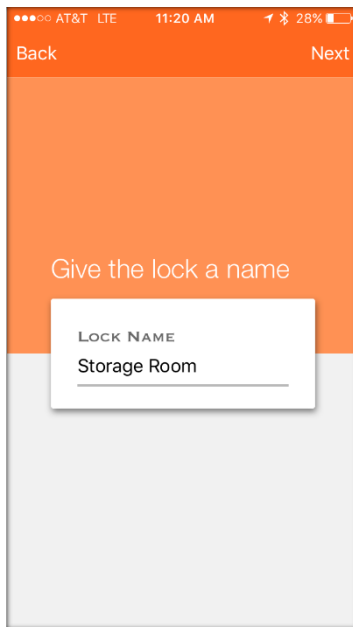 AT&T LTE 11:20 AM 28%
Back Next
Give the lock a name
LOCK NAME
Storage Room